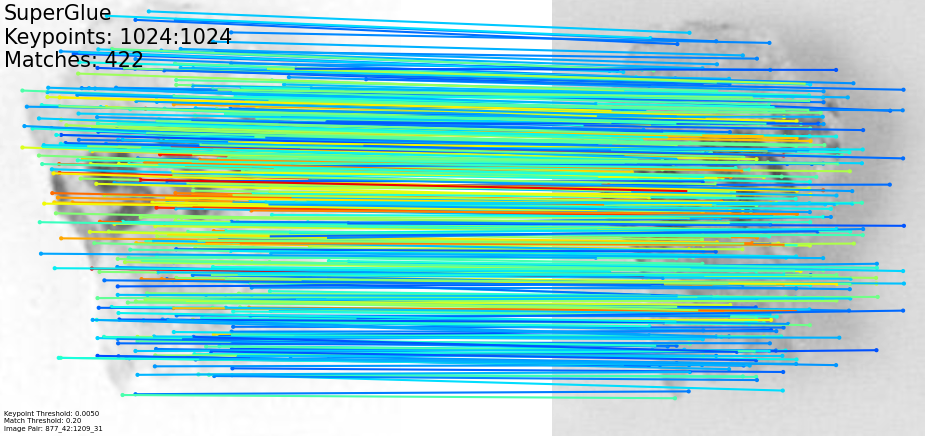 SuperGlue
Keypoints: 1024:1024
Matches: 422
Keypoint Threshold: 0.0050
Match Threshold: 0.20
Image Pair: 877_42:1209_31